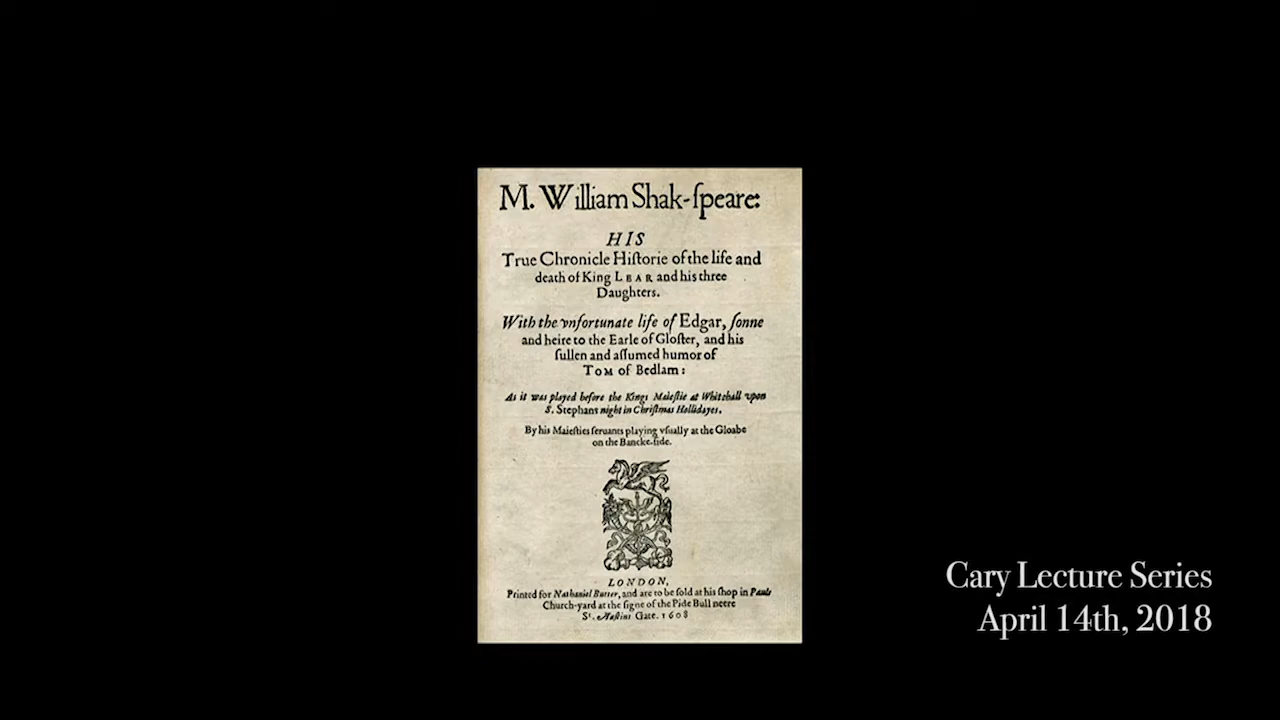 M. William Shak-ſpeare:
HIS
True Chronicle Hiſtorie of the life and
death of King LEAR and his three
Daughters.
With the vnfortunate life of Edgar, ſonne
and heire to the Earle of Gloſter, and his
ſullen and aſſumed humor of
TOM of Bedlam:
As it was played before the Kings Maieſtie at Whitehall vpon
S. Stephans night in Chriſtmas Hollidayes.
By his Maieſties ſeruants playing vſually at the Gloabe
on the Bancke-ſide.
LONDON,
Printed for Nathaniel Butter, and are to be ſold at his ſhop in Pauls
Church-yard at the ſigne of the Pide Bull neere
Sᵗ. Auſtins Gate. 1608
Cary Lecture Series
April 14th, 2018